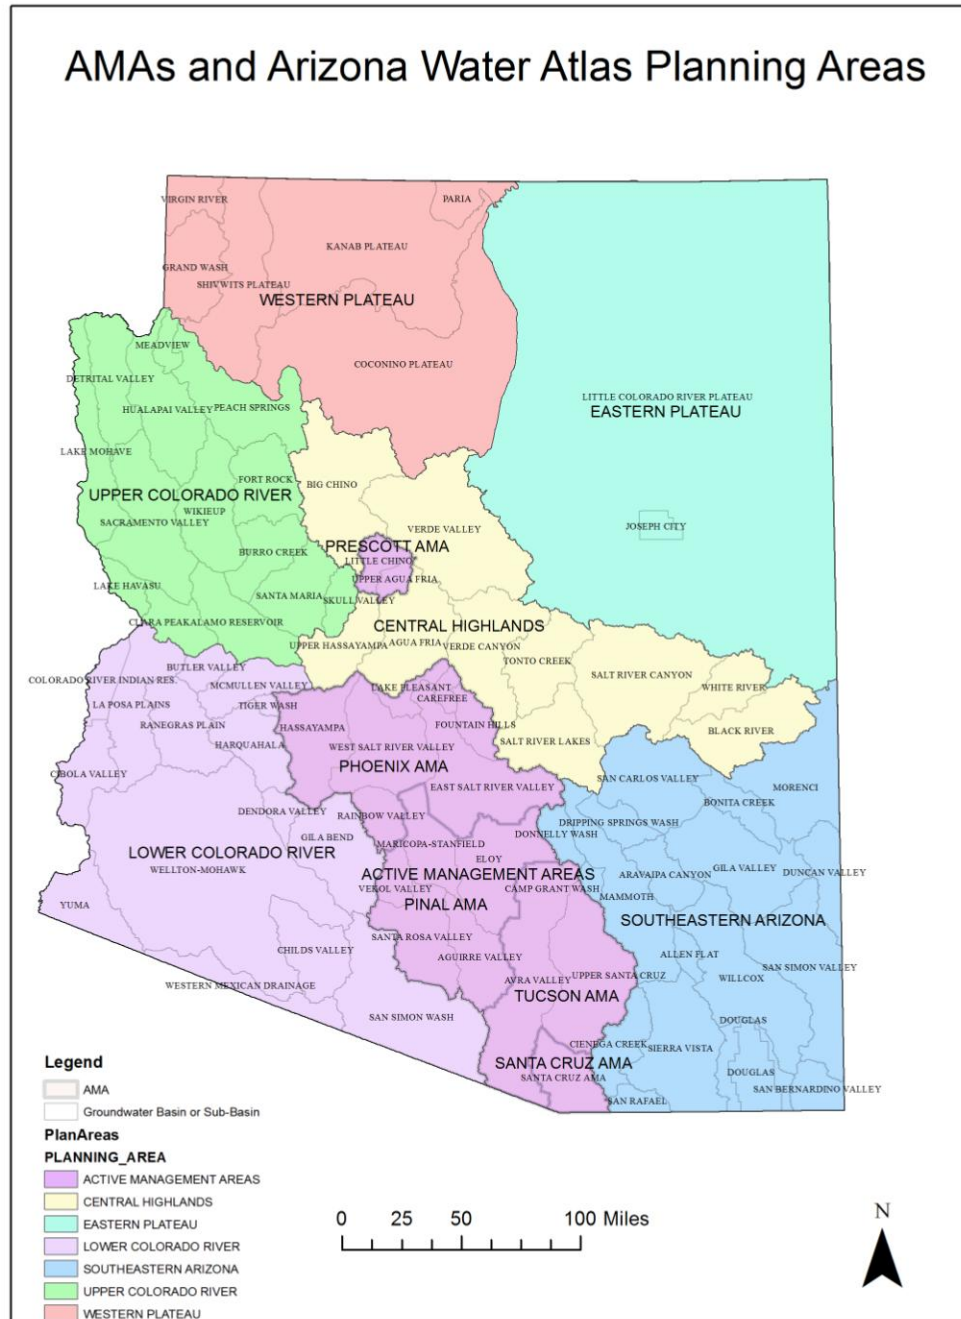 AMAs and Arizona Water Atlas Planning Areas
VIRGIN RIVER
PARIA
KANAB PLATEAU
GRAND WASH
SHIVWITS PLATEAU
WESTERN PLATEAU
MEADVIEW
COCONINO PLATEAU
DETRITAL VALLEY
HUALAPAI VALLEY
PEACH SPRINGS
LITTLE COLORADO RIVER PLATEAU
EASTERN PLATEAU
LAKE MOHAVE
FORT ROCK
BIG CHINO
UPPER COLORADO RIVER
WIKIEUP
SACRAMENTO VALLEY
VERDE VALLEY
JOSEPH CITY
BURRO CREEK
PRESCOTT AMA
LITTLE CHINO
UPPER AGUA FRIA
LAKE HAVASU
SANTA MARIA
SKULL VALLEY
CLARA PEAK
ALAMO RESERVOIR
CENTRAL HIGHLANDS
UPPER HASSAYAMPA
AGUA FRIA
VERDE CANYON
TONTO CREEK
BUTLER VALLEY
COLORADO RIVER INDIAN RES.
MCMULLEN VALLEY
LAKE PLEASANT
CAREFREE
SALT RIVER CANYON
WHITE RIVER
LA POSA PLAINS
TIGER WASH
RANEGRAS PLAIN
HASSAYAMPA
FOUNTAIN HILLS
BLACK RIVER
HARQUAHALA
WEST SALT RIVER VALLEY
SALT RIVER LAKES
PHOENIX AMA
CIBOLA VALLEY
SAN CARLOS VALLEY
MORENCI
EAST SALT RIVER VALLEY
BONITA CREEK
DENDORA VALLEY
RAINBOW VALLEY
DRIPPING SPRINGS WASH
GILA BEND
MARICOPA-STANFIELD
DONNELLY WASH
LOWER COLORADO RIVER
WELLTON-MOHAWK
ELOY
ACTIVE MANAGEMENT AREAS
ARAVAIPA CANYON
GILA VALLEY
DUNCAN VALLEY
VEKOL VALLEY
CAMP GRANT WASH
MAMMOTH
YUMA
PINAL AMA
SOUTHEASTERN ARIZONA
SANTA ROSA VALLEY
CHILDS VALLEY
AGUIRRE VALLEY
ALLEN FLAT
SAN SIMON VALLEY
WESTERN MEXICAN DRAINAGE
AVRA VALLEY
UPPER SANTA CRUZ
WILLCOX
TUCSON AMA
SAN SIMON WASH
DOUGLAS
CIENEGA CREEK
SIERRA VISTA
SANTA CRUZ AMA
SANTA CRUZ AMA
DOUGLAS
SAN BERNARDINO VALLEY
SAN RAFAEL
Legend
AMA
Groundwater Basin or Sub-Basin
PlanAreas
PLANNING_AREA
ACTIVE MANAGEMENT AREAS
CENTRAL HIGHLANDS
EASTERN PLATEAU
LOWER COLORADO RIVER
SOUTHEASTERN ARIZONA
UPPER COLORADO RIVER
WESTERN PLATEAU
0 25 50 100 Miles
N